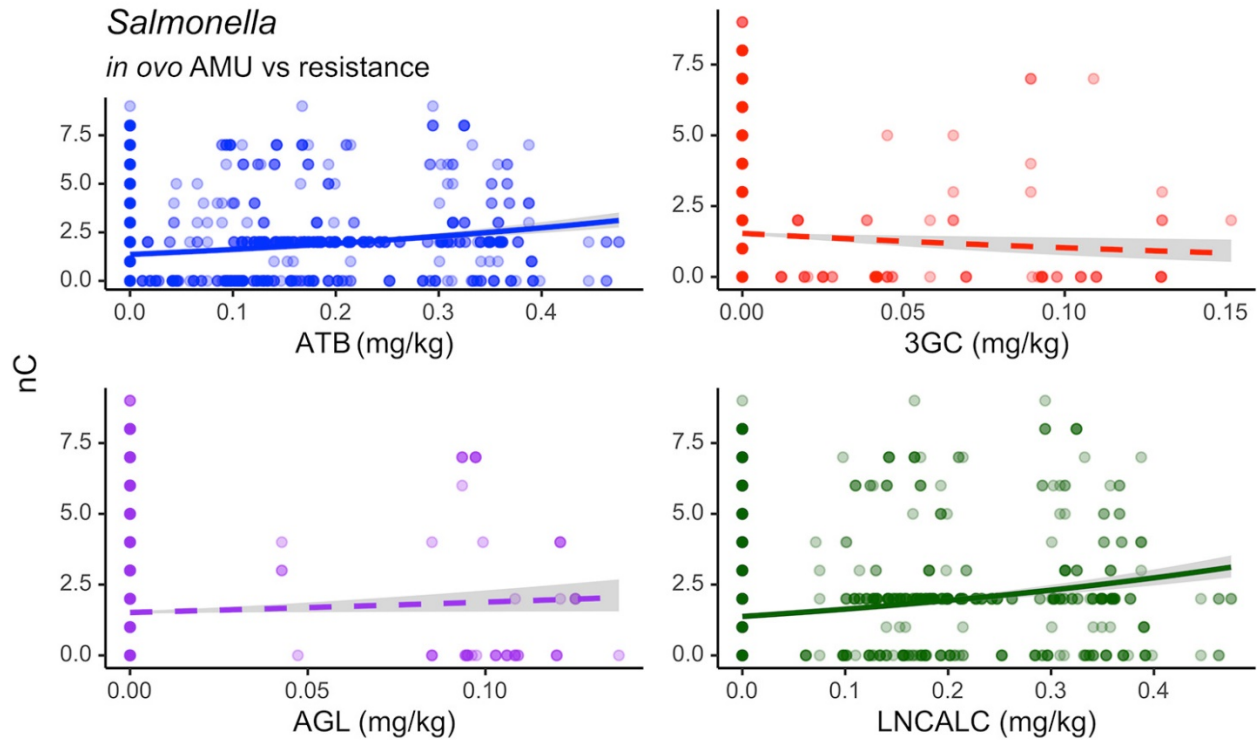 Salmonella
in ovo AMU vs resistance
nC
7.5
5.0
2.5
0.0
0.0 0.1 0.2 0.3 0.4
ATB (mg/kg)
7.5
5.0
2.5
0.0
0.00 0.05 0.10 0.15
3GC (mg/kg)
7.5
5.0
2.5
0.0
0.00 0.05 0.10
AGL (mg/kg)
7.5
5.0
2.5
0.0
0.0 0.1 0.2 0.3 0.4
LNCALC (mg/kg)